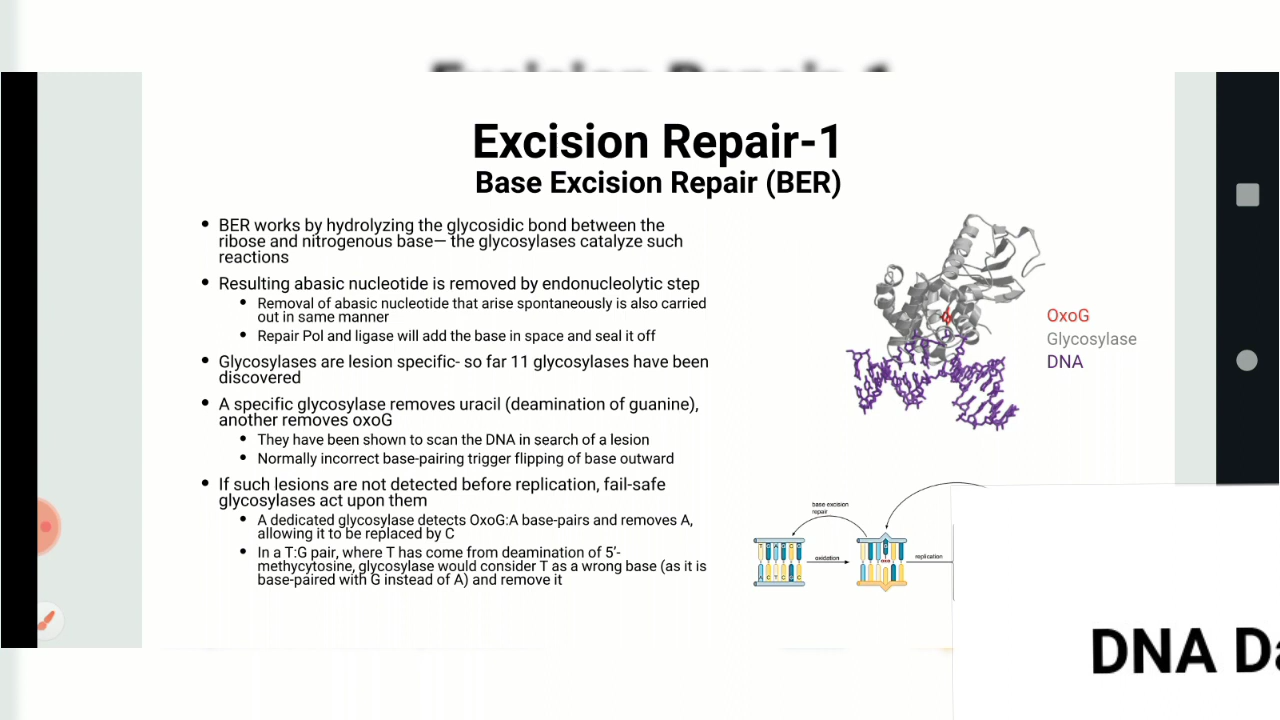 Excision Repair-1
Base Excision Repair (BER)
• BER works by hydrolyzing the glycosidic bond between the
ribose and nitrogenous base— the glycosylases catalyze such
reactions
• Resulting abasic nucleotide is removed by endonucleolytic step
• Removal of abasic nucleotide that arise spontaneously is also carried
out in same manner
• Repair Pol and ligase will add the base in space and seal it off
• Glycosylases are lesion specific- so far 11 glycosylases have been
discovered
• A specific glycosylase removes uracil (deamination of guanine),
another removes oxoG
• They have been shown to scan the DNA in search of a lesion
• Normally incorrect base-pairing trigger flipping of base outward
• If such lesions are not detected before replication, fail-safe
glycosylases act upon them
• A dedicated glycosylase detects OxoG:A base-pairs and removes A,
allowing it to be replaced by C
• In a T:G pair, where T has come from deamination of 5'-
methycytosine, glycosylase would consider T as a wrong base (as it is
base-paired with G instead of A) and remove it
OxoG
Glycosylase
DNA
base excision
repair
oxidation
replication
DNA Da